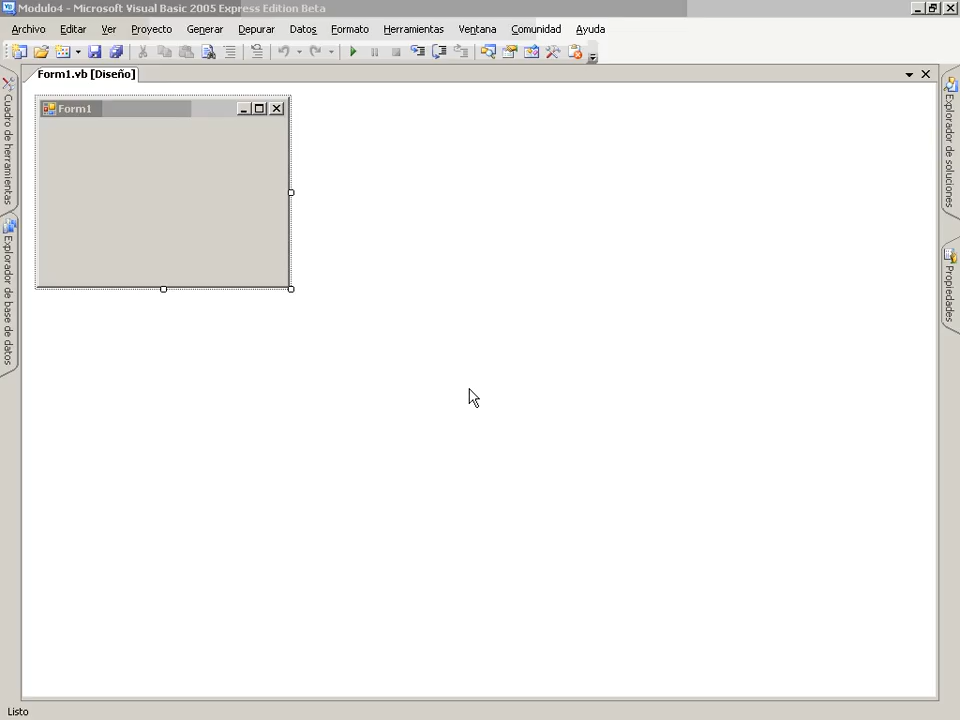 Modulo4 - Microsoft Visual Basic 2005 Express Edition Beta
Archivo Editar Ver Proyecto Generar Depurar Datos Formato Herramientas Ventana Comunidad Ayuda
Form1.vb [Diseño]
Form1
Cuadro de herramientas
Explorador de base de datos
Explorador de soluciones
Propiedades
Listo